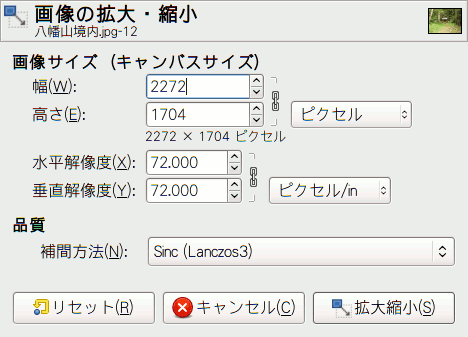 画像の拡大・縮小
八幡山境内.jpg-12
画像サイズ (キャンバスサイズ)
幅(W): 2272
高さ(E): 1704 ピクセル
2272 × 1704 ピクセル
水平解像度(X): 72.000
垂直解像度(Y): 72.000 ピクセル/in
品質
補間方法(N): Sinc (Lanczos3)
リセット(R) キャンセル(C) 拡大縮小(S)